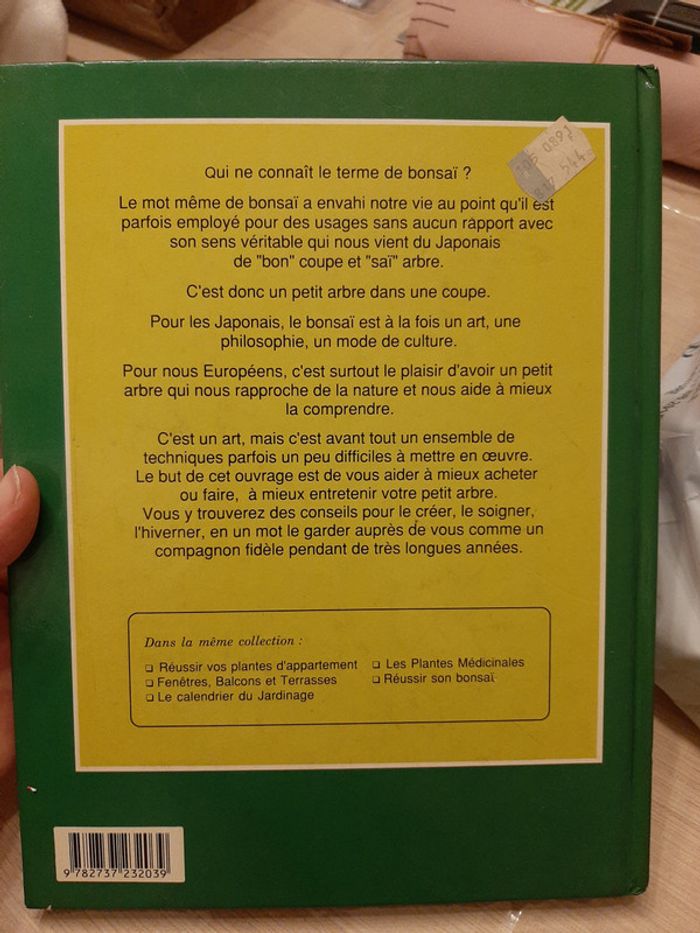 Qui ne connaît le terme de bonsaï ?
Le mot même de bonsaï a envahi notre vie au point qu'il est
parfois employé pour des usages sans aucun rapport avec
son sens véritable qui nous vient du Japonais
de "bon" coupe et "saï" arbre.
C'est donc un petit arbre dans une coupe.
Pour les Japonais, le bonsaï est à la fois un art, une
philosophie, un mode de culture.
Pour nous Européens, c'est surtout le plaisir d'avoir un petit
arbre qui nous rapproche de la nature et nous aide à mieux
la comprendre.
C'est un art, mais c'est avant tout un ensemble de
techniques parfois un peu difficiles à mettre en œuvre.
Le but de cet ouvrage est de vous aider à mieux acheter
ou faire, à mieux entretenir votre petit arbre.
Vous y trouverez des conseils pour le créer, le soigner,
l'hiverner, en un mot le garder auprès de vous comme un
compagnon fidèle pendant de très longues années.
Dans la même collection :
Réussir vos plantes d'appartement
Fenêtres, Balcons et Terrasses
Le calendrier du Jardinage
Les Plantes Médicinales
Réussir son bonsaï
9 782737 232039